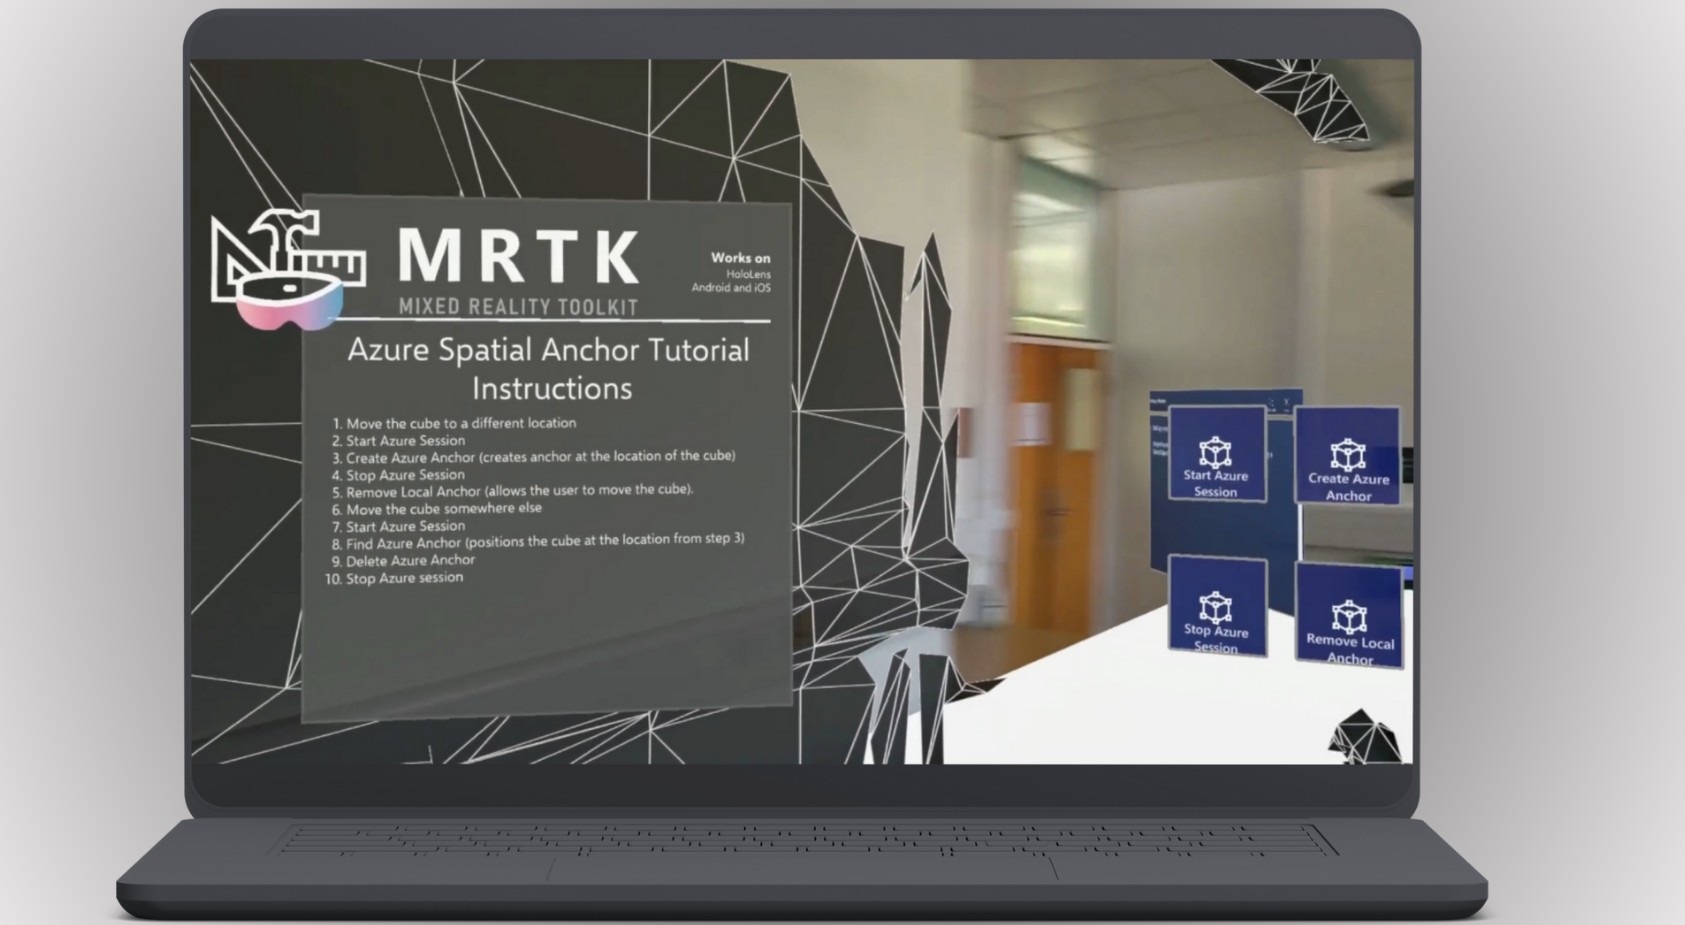 MRTK
MIXED REALITY TOOLKIT
Works on
HoloLens
Android and iOS
Azure Spatial Anchor Tutorial
Instructions
1. Move the cube to a different location
2. Start Azure Session
3. Create Azure Anchor (creates anchor at the location of the cube)
4. Stop Azure Session
5. Remove Local Anchor (allows the user to move the cube).
6. Move the cube somewhere else
7. Start Azure Session
8. Find Azure Anchor (positions the cube at the location from step 3)
9. Delete Azure Anchor
10. Stop Azure session
Start Azure
Session
Create Azure
Anchor
Stop Azure
Session
Remove Local
Anchor